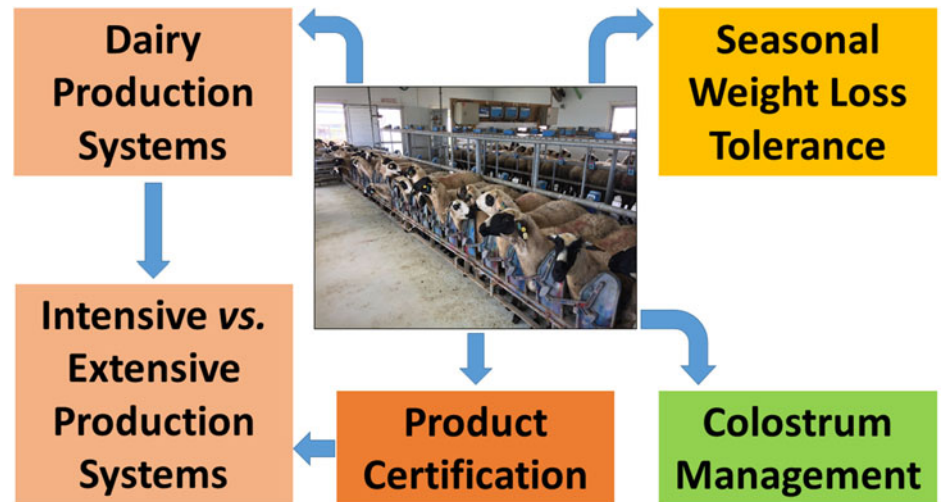 Dairy
Production
Systems
Seasonal
Weight Loss
Tolerance
Intensive vs.
Extensive
Production
Systems
Product
Certification
Colostrum
Management